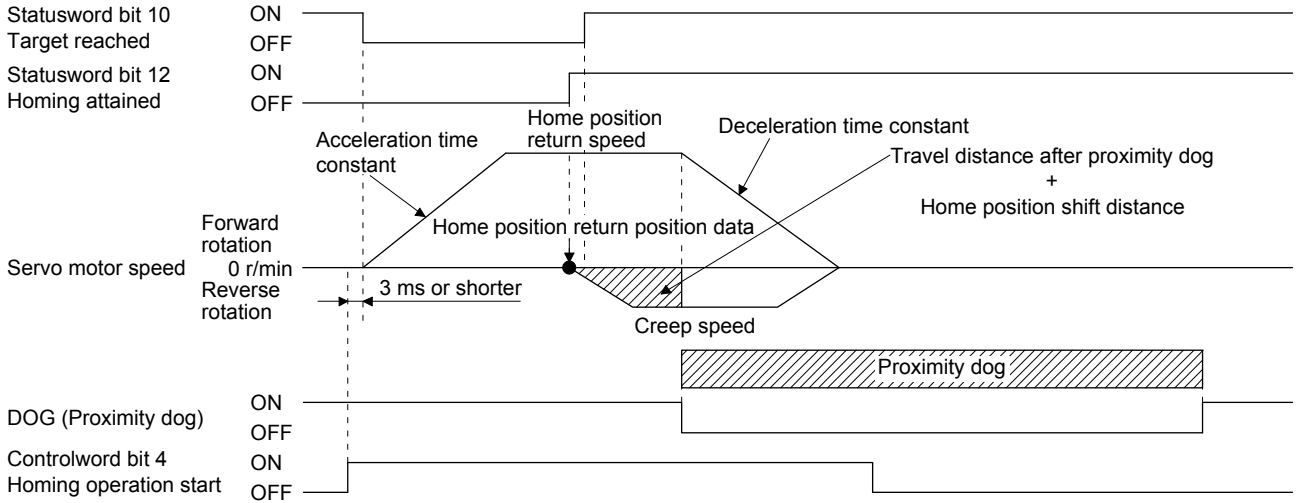 Statusword bit 10
Target reached
ON
OFF
Statusword bit 12
Homing attained
ON
OFF
Acceleration time
constant
Home position
return speed
Deceleration time constant
Travel distance after proximity dog
+
Home position shift distance
Home position return position data
Servo motor speed
Forward
rotation
0 r/min
Reverse
rotation
3 ms or shorter
Creep speed
Proximity dog
DOG (Proximity dog)
ON
OFF
Controlword bit 4
Homing operation start
ON
OFF